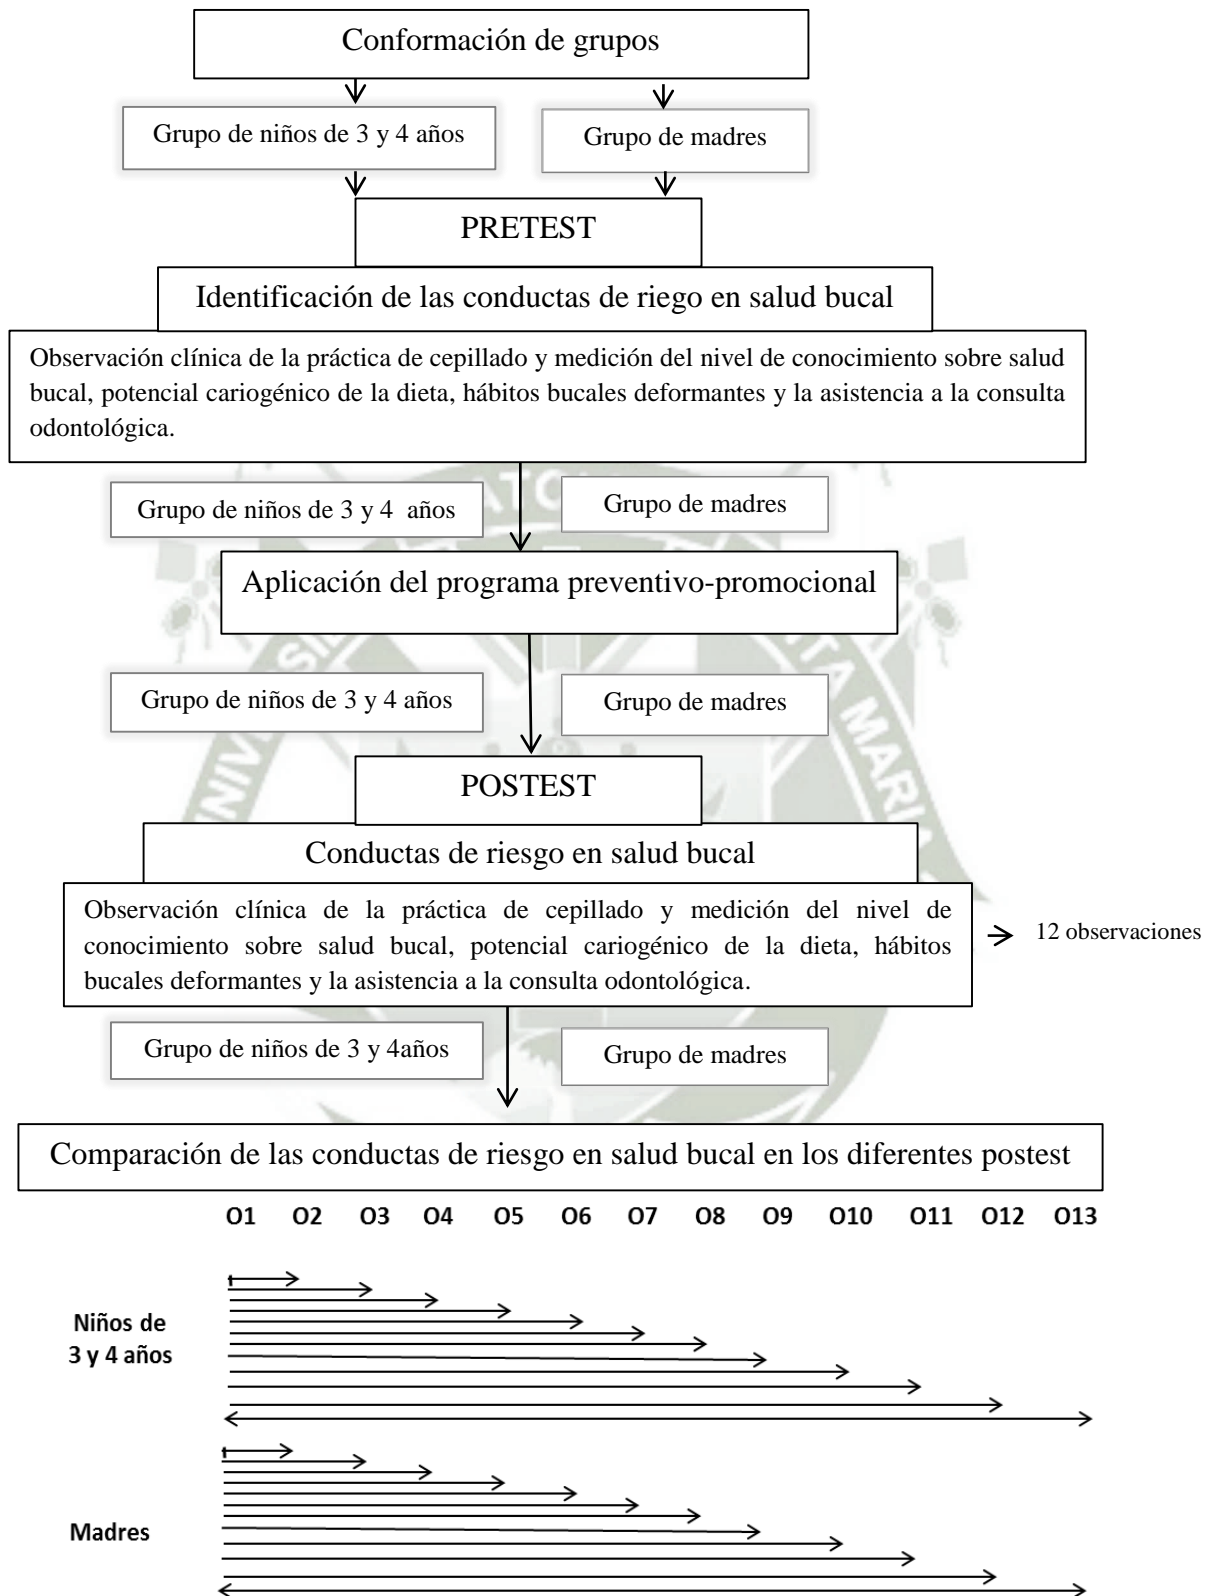 Conformación de grupos
Grupo de niños de 3 y 4 años
Grupo de madres
PRETEST
Identificación de las conductas de riego en salud bucal
Observación clínica de la práctica de cepillado y medición del nivel de conocimiento sobre salud
bucal, potencial cariogénico de la dieta, hábitos bucales deformantes y la asistencia a la consulta
odontológica.
Grupo de niños de 3 y 4 años
Grupo de madres
Aplicación del programa preventivo-promocional
Grupo de niños de 3 y 4 años
Grupo de madres
POSTEST
Conductas de riesgo en salud bucal
Observación clínica de la práctica de cepillado y medición del nivel de
conocimiento sobre salud bucal, potencial cariogénico de la dieta, hábitos
bucales deformantes y la asistencia a la consulta odontológica.
12 observaciones
Grupo de niños de 3 y 4años
Grupo de madres
Comparación de las conductas de riesgo en salud bucal en los diferentes postest
O1 O2 O3 O4 O5 O6 O7 O8 O9 O10 O11 O12 O13
Niños de
3 y 4 años
Madres